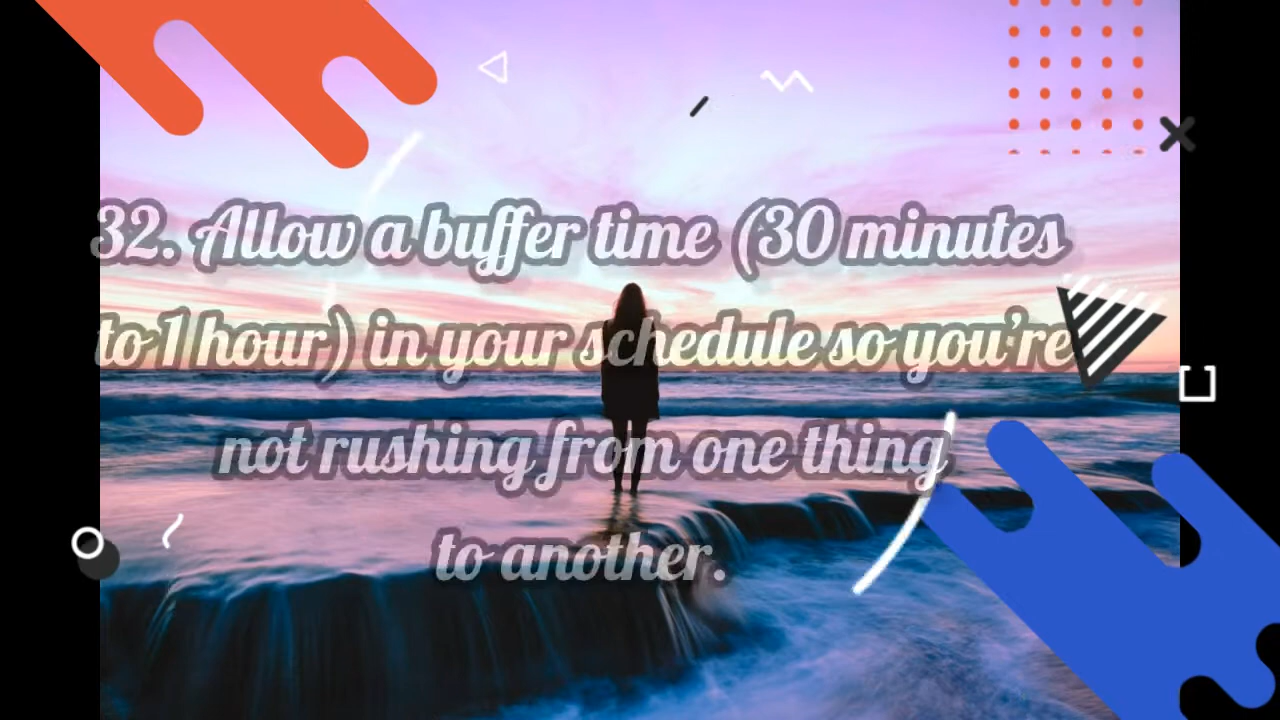 32. Allow a buffer time (30 minutes
to 1 hour) in your schedule so you're
not rushing from one thing
to another.